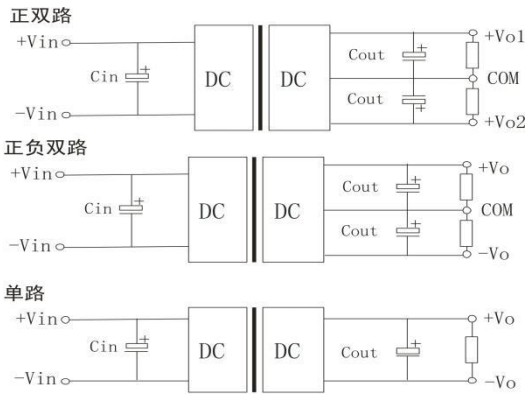 正双路
+Vin
Cin
+
-Vin
DC
DC
Cout
+
Cout
+
+Vo1
COM
+Vo2
正负双路
+Vin
Cin
+
-Vin
DC
DC
Cout
+
Cout
+
+Vo
COM
-Vo
单路
+Vin
Cin
+
-Vin
DC
DC
Cout
+
+Vo
-Vo